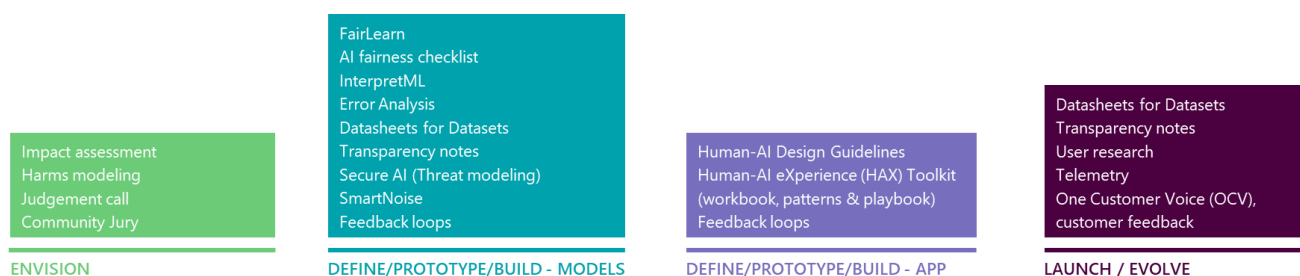 Impact assessment
Harms modeling
Judgement call
Community Jury
ENVISION
FairLearn
AI fairness checklist
InterpretML
Error Analysis
Datasheets for Datasets
Transparency notes
Secure AI (Threat modeling)
SmartNoise
Feedback loops
DEFINE/PROTOTYPE/BUILD - MODELS
Human-AI Design Guidelines
Human-AI eXperience (HAX) Toolkit
(workbook, patterns & playbook)
Feedback loops
DEFINE/PROTOTYPE/BUILD - APP
Datasheets for Datasets
Transparency notes
User research
Telemetry
One Customer Voice (OCV),
customer feedback
LAUNCH / EVOLVE